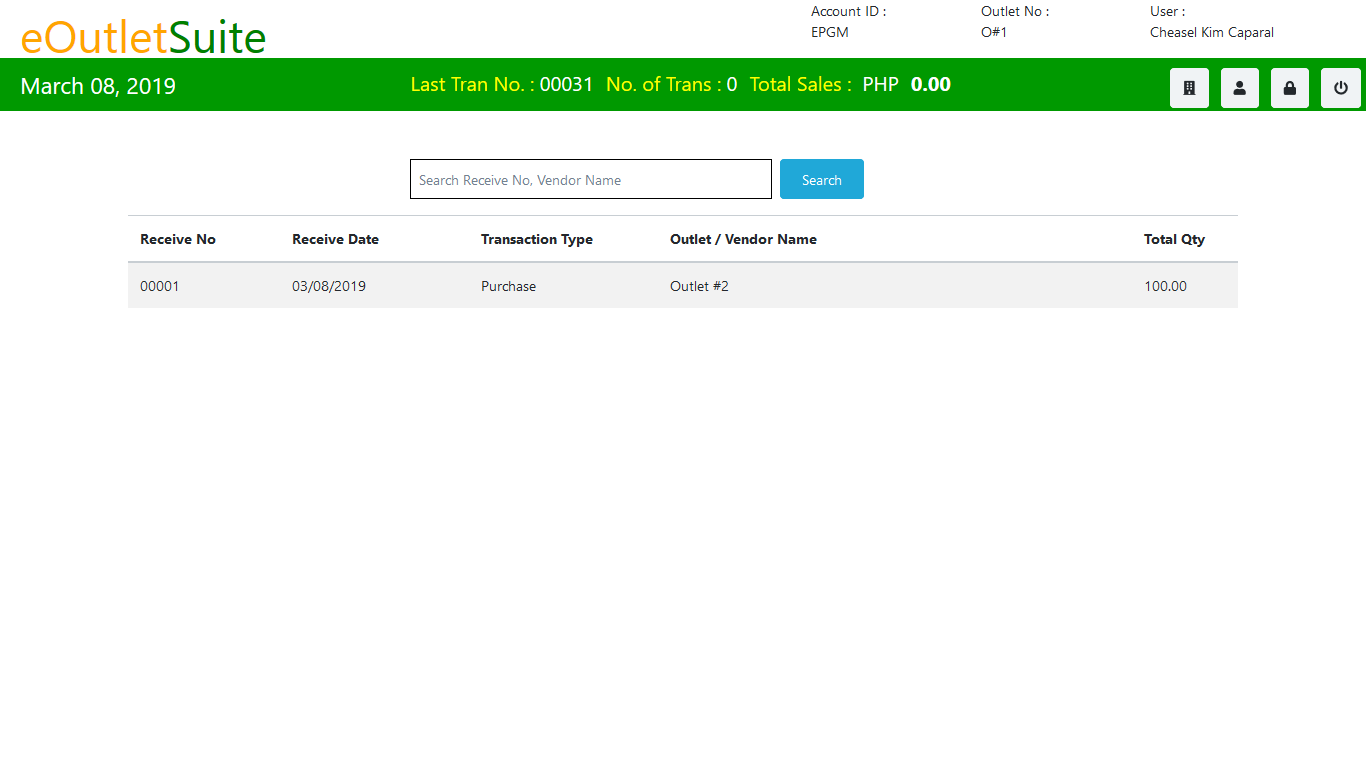 eOutletSuite
Account ID :
EPGM
Outlet No :
O#1
User :
Cheasel Kim Caparal
March 08, 2019
Last Tran No. : 00031 No. of Trans : 0 Total Sales : PHP 0.00
Search Receive No, Vendor Name
Search
Receive No Receive Date Transaction Type Outlet / Vendor Name Total Qty
00001 03/08/2019 Purchase Outlet #2 100.00